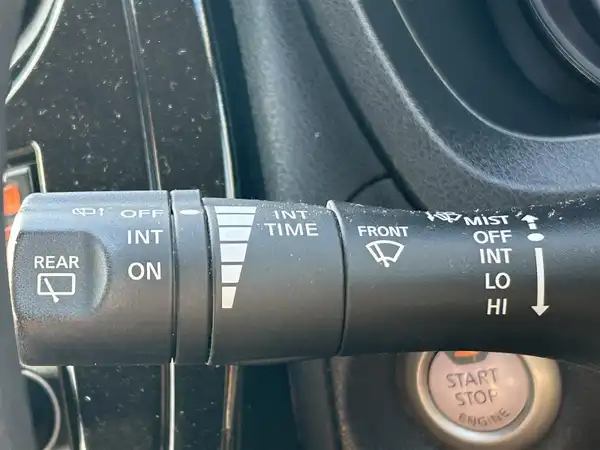 REAR
OFF
INT
ON
INT
TIME
FRONT
MIST
OFF
INT
LO
HI
START
STOP
ENGINE